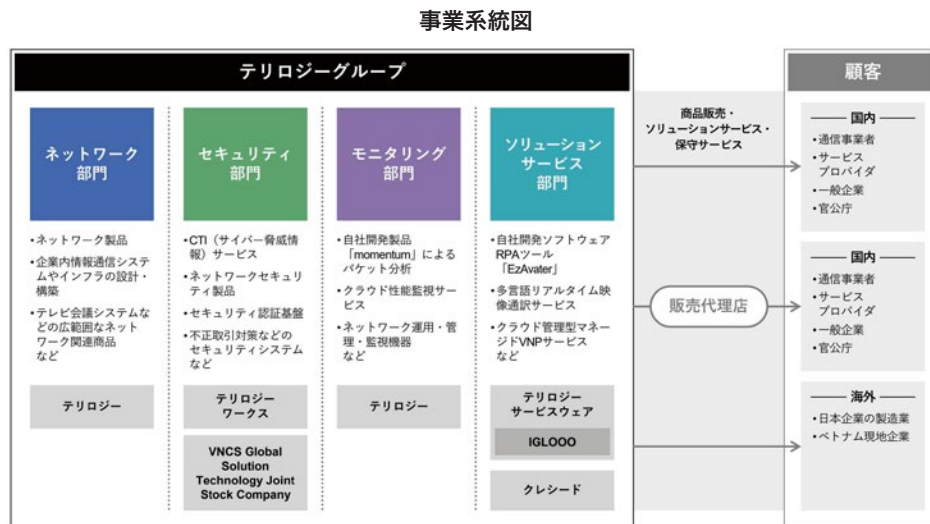 事業系統図
テリロジーグループ
ネットワーク
部門
・ネットワーク製品
・企業内情報通信システ
ムやインフラの設計・
構築
・テレビ会議システムな
どの広範囲なネット
ワーク関連商品
など
テリロジー
セキュリティ
部門
・CTI（サイバー脅威情
報）サービス
・ネットワークセキュリ
ティ製品
・セキュリティ認証基盤
・不正取引対策などの
セキュリティシステム
など
テリロジー
ワークス
VNCS Global
Solution
Technology Joint
Stock Company
モニタリング
部門
・自社開発製品
「momentum」による
パケット分析
・クラウド性能監視サー
ビス
・ネットワーク運用・管
理・監視機器
など
テリロジー
ソリューション
サービス
部門
・自社開発ソフトウェア
RPAツール
「EzAvater」
・多言語リアルタイム映
像通訳サービス
・クラウド管理型マネー
ジドVNPサービス
など
テリロジー
サービスウェア
IGLOOO
クレシード
商品販売・
ソリューションサービス・
保守サービス
販売代理店
顧客
国内
・通信事業者
・サービス
プロバイダ
・一般企業
・官公庁
国内
・通信事業者
・サービス
プロバイダ
・一般企業
・官公庁
海外
・日本企業の製造業
・ベトナム現地企業